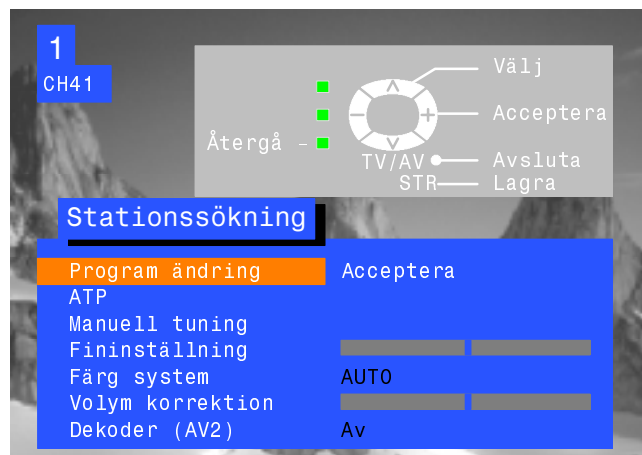 1
CH41
Välj
Acceptera
Återgå
TV/AV Avsluta
STR Lagra
Stationssökning
Program ändring Acceptera
ATP
Manuell tuning
Fininställning
Färg system AUTO
Volym korrektion
Dekoder (AV2) Av